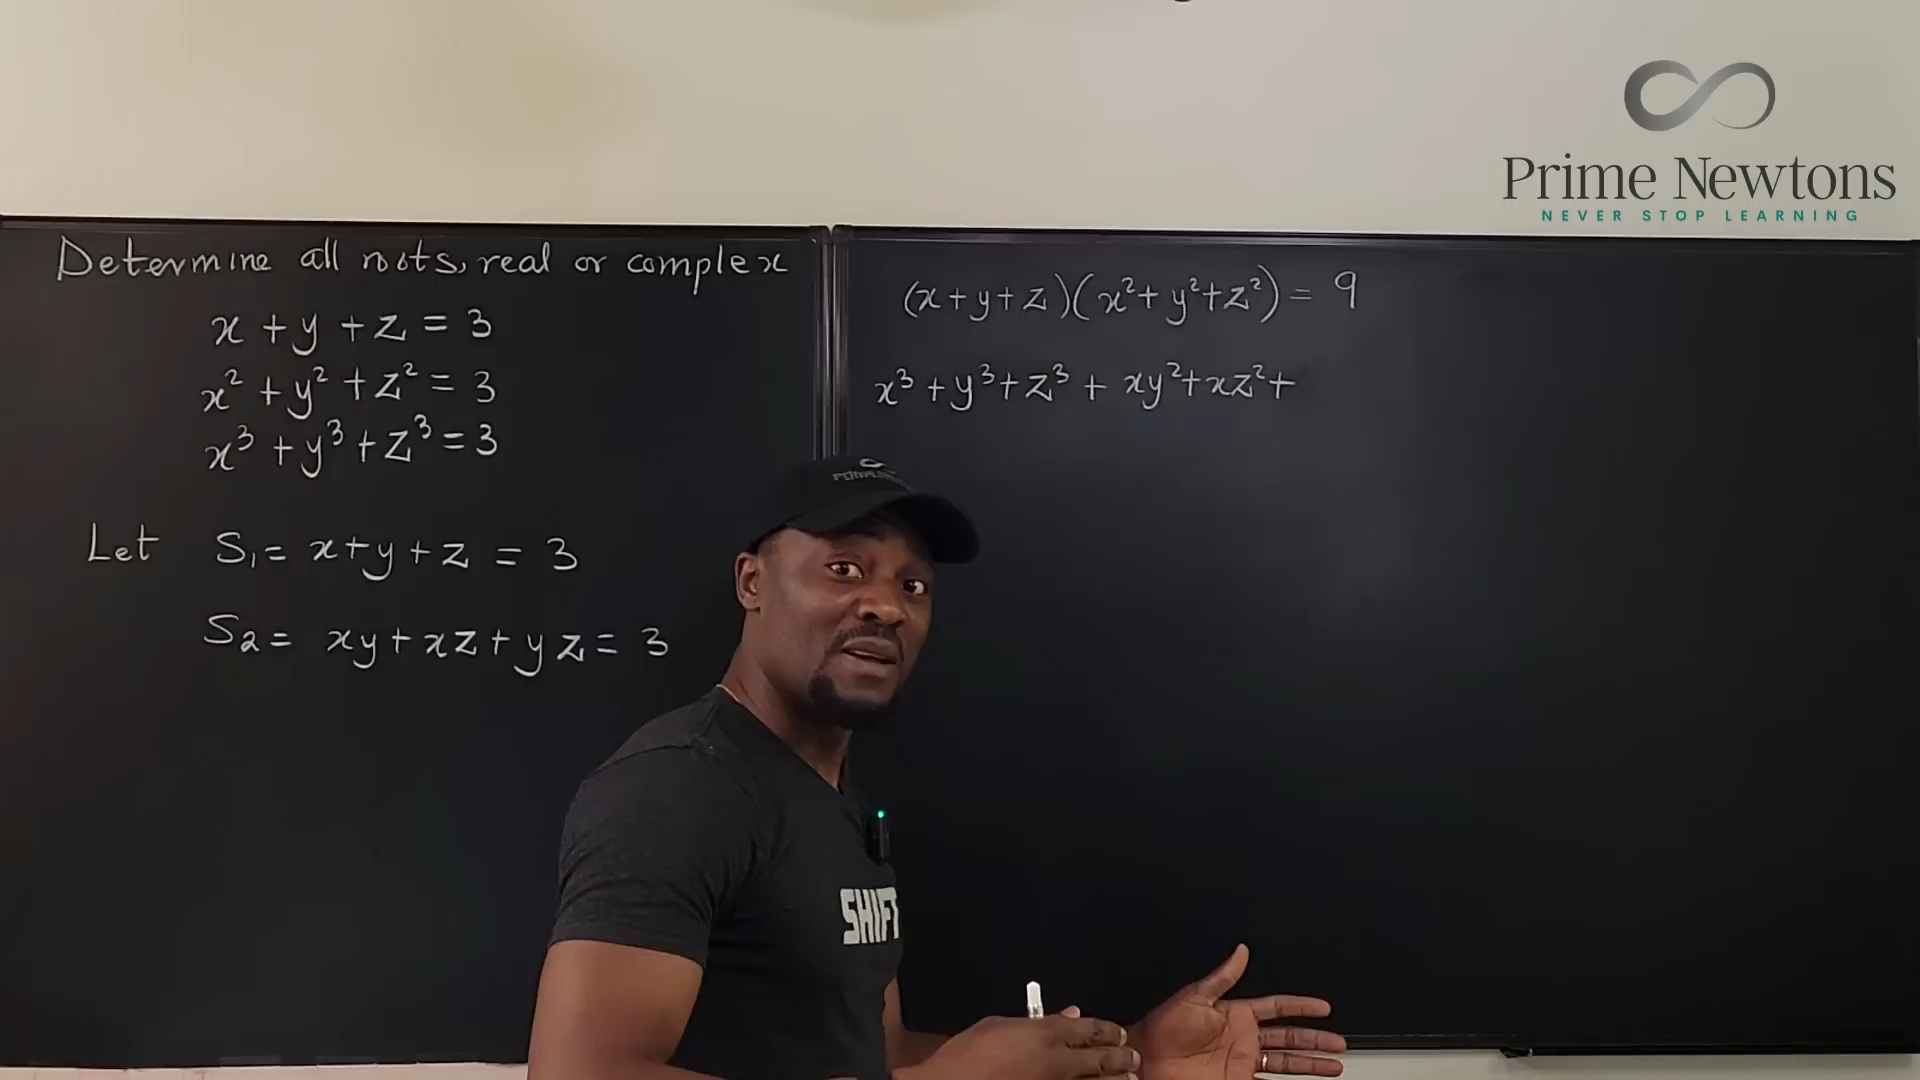 Prime Newtons
NEVER STOP LEARNING
Determine all roots, real or complex
x + y + z = 3
x² + y² + z² = 3
x³ + y³ + z³ = 3
Let S₁ = x + y + z = 3
S₂ = xy + xz + yz = 3
(x + y + z)(x² + y² + z²) = 9
x³ + y³ + z³ + xy² + xz² +
SHIFT